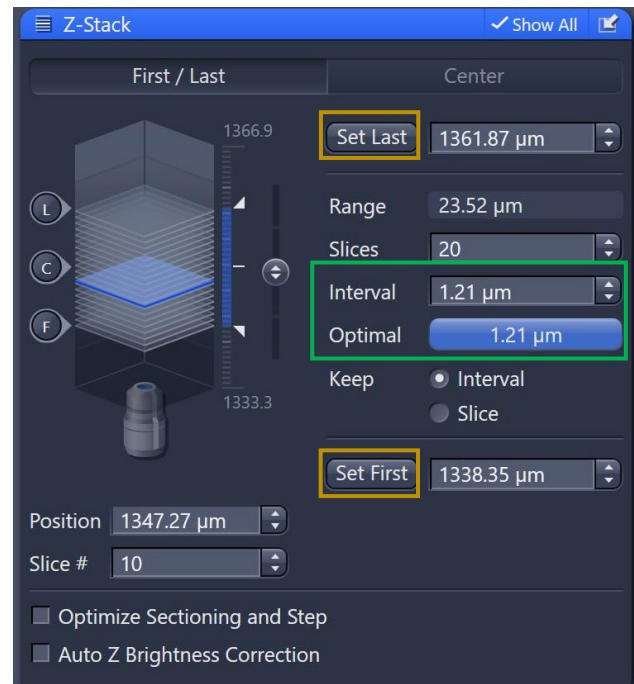 Z-Stack
Show All
First / Last
Center
1366.9
L
C
F
1333.3
Set Last 1361.87 µm
Range 23.52 µm
Slices 20
Interval 1.21 µm
Optimal 1.21 µm
Keep Interval
Slice
Set First 1338.35 µm
Position 1347.27 µm
Slice # 10
Optimize Sectioning and Step
Auto Z Brightness Correction